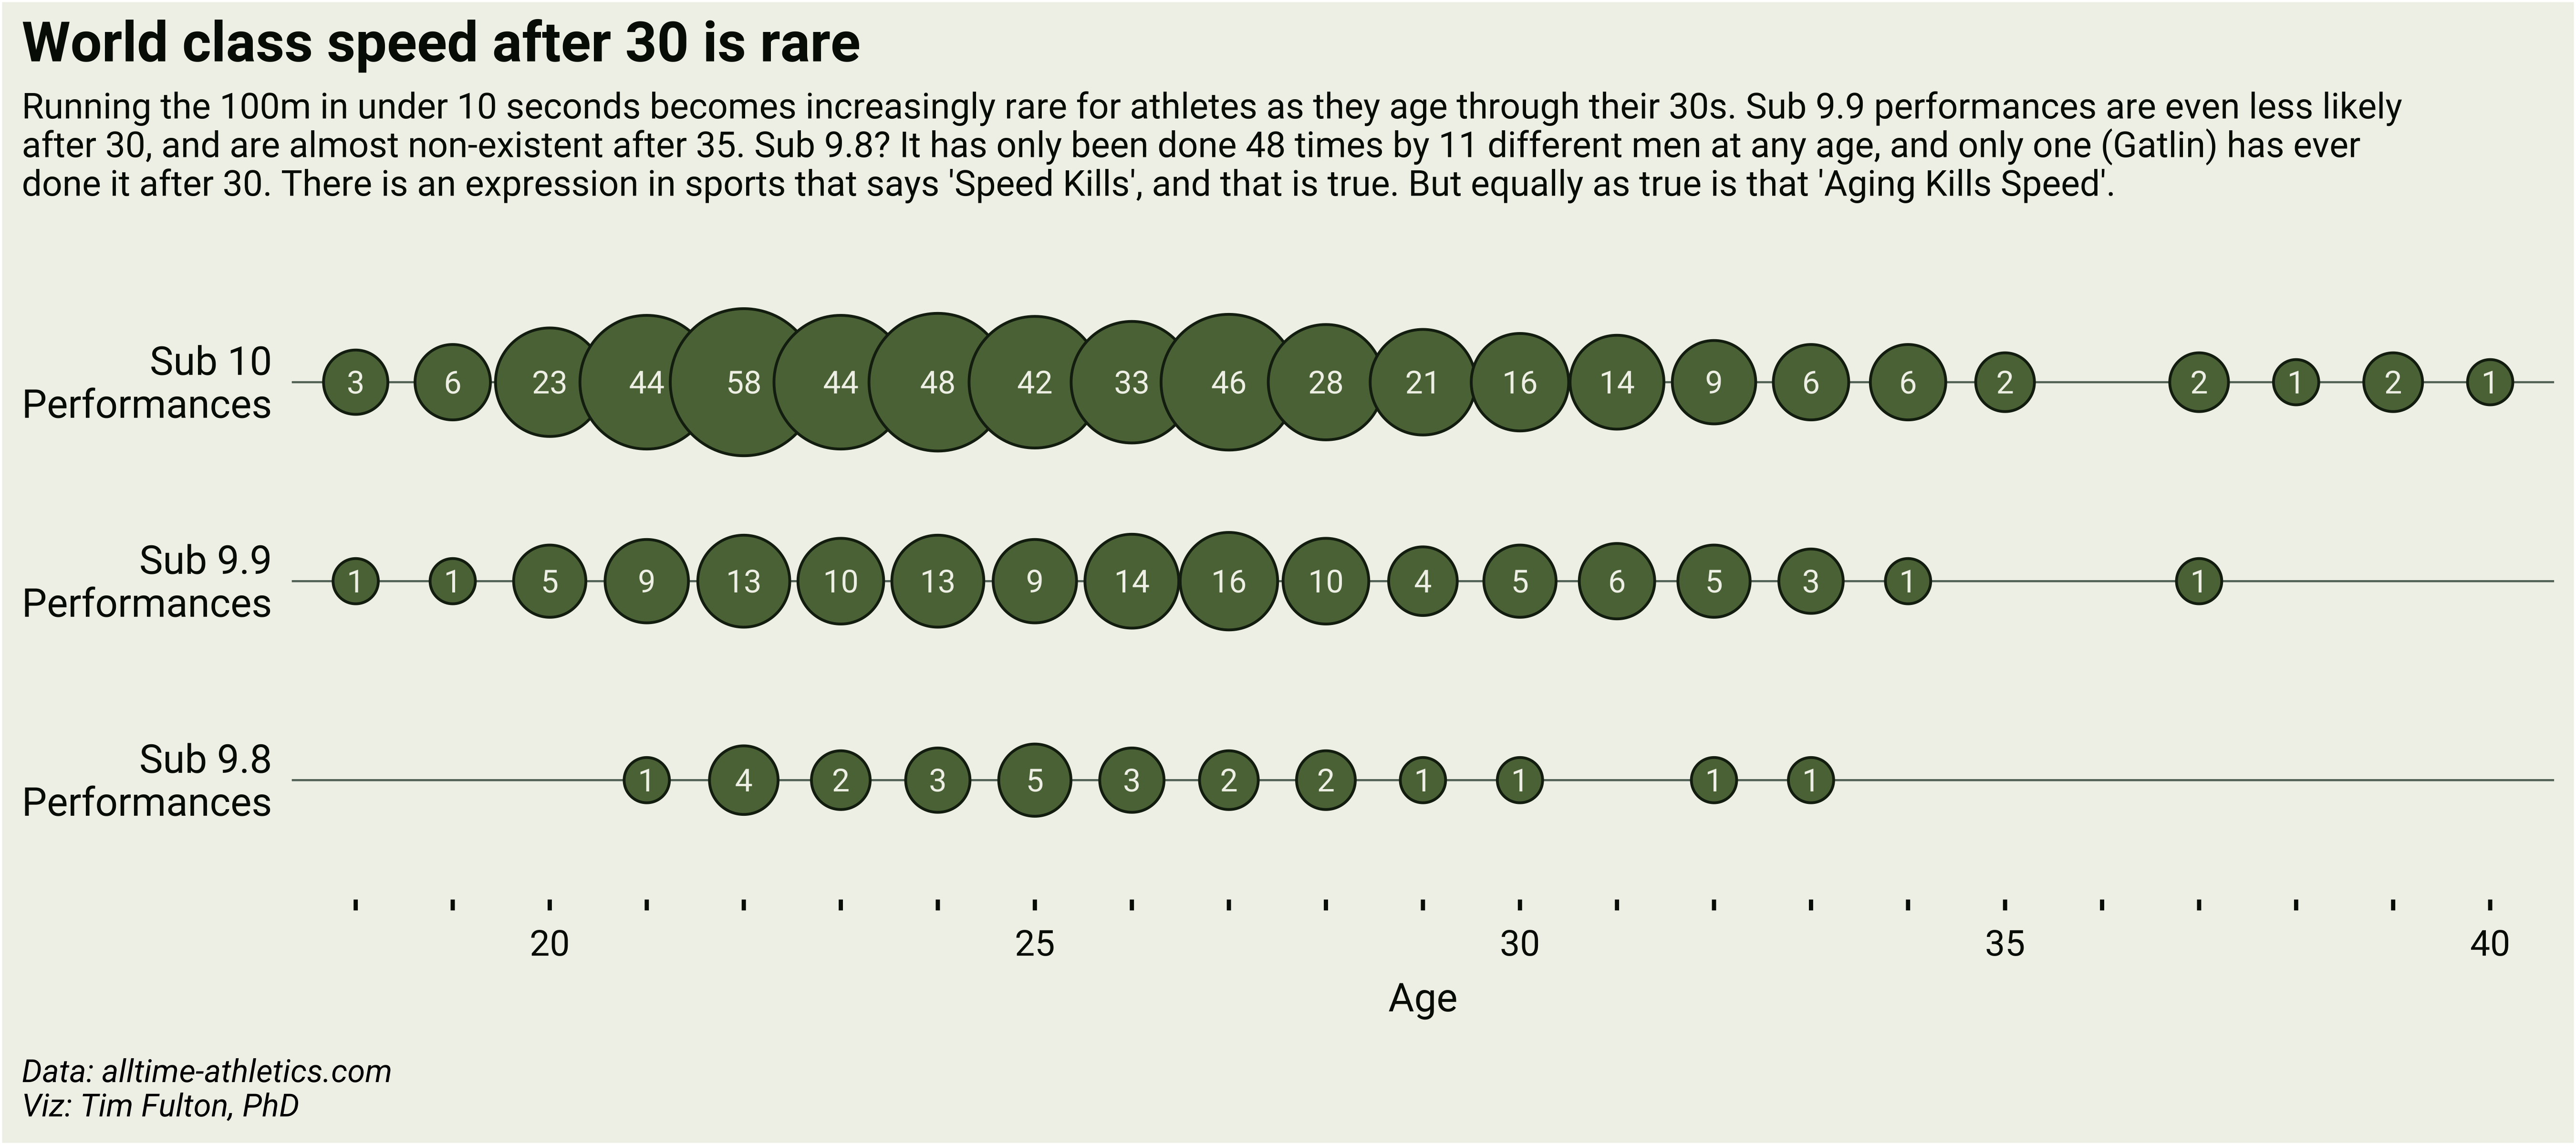 World class speed after 30 is rare
Running the 100m in under 10 seconds becomes increasingly rare for athletes as they age through their 30s. Sub 9.9 performances are even less likely
after 30, and are almost non-existent after 35. Sub 9.8? It has only been done 48 times by 11 different men at any age, and only one (Gatlin) has ever
done it after 30. There is an expression in sports that says 'Speed Kills', and that is true. But equally as true is that 'Aging Kills Speed'.
Sub 10
Performances
3 6 23 44 58 44 48 42 33 46 28 21 16 14 9 6 6 2 2 1 2 1
Sub 9.9
Performances
1 1 5 9 13 10 13 9 14 16 10 4 5 6 5 3 1 1
Sub 9.8
Performances
1 4 2 3 5 3 2 2 1 1 1 1
20 25 30 35 40
Age
Data: alltime-athletics.com
Viz: Tim Fulton, PhD